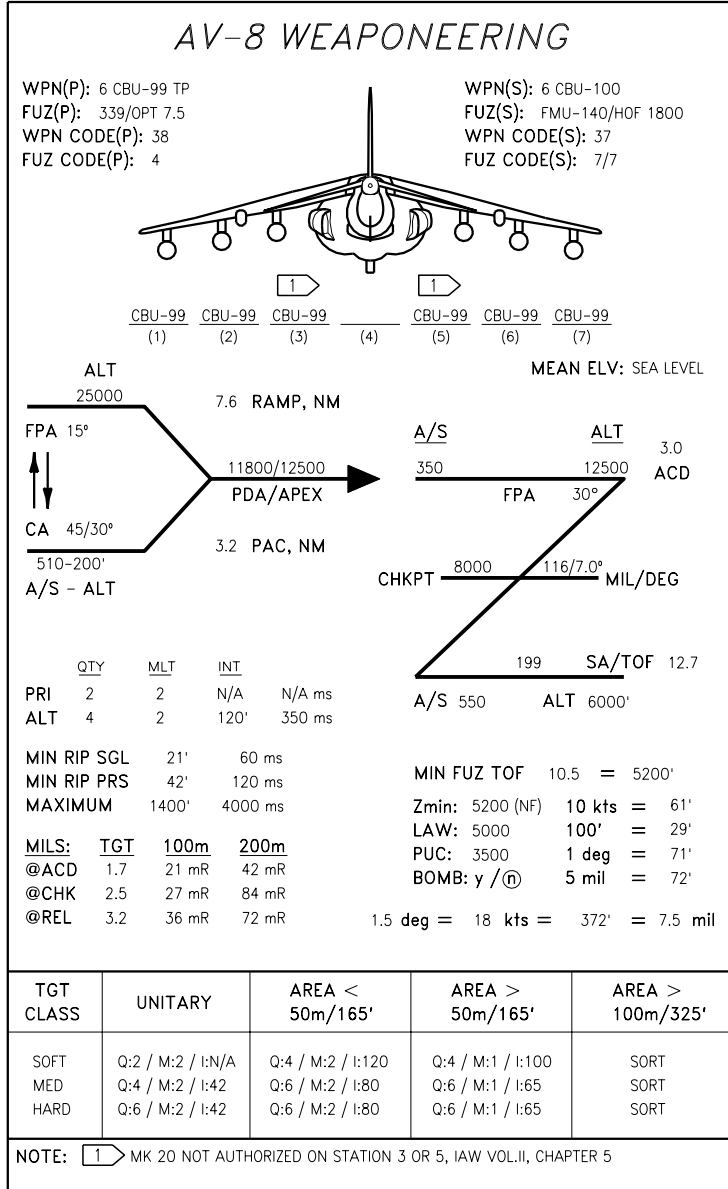 AV-8 WEAPONEERING
WPN(P): 6 CBU-99 TP
FUZ(P): 339/OPT 7.5
WPN CODE(P): 38
FUZ CODE(P): 4
WPN(S): 6 CBU-100
FUZ(S): FMU-140/HOF 1800
WPN CODE(S): 37
FUZ CODE(S): 7/7
1 1
CBU-99 CBU-99 CBU-99 CBU-99 CBU-99 CBU-99
(1) (2) (3) (4) (5) (6) (7)
MEAN ELV: SEA LEVEL
ALT
25000
7.6 RAMP, NM
FPA 15°
11800/12500
PDA/APEX
CA 45/30°
3.2 PAC, NM
510-200'
A/S - ALT
A/S ALT
3.0
350 12500 ACD
FPA 30°
CHKPT 8000 116/7.0° MIL/DEG
199 SA/TOF 12.7
A/S 550 ALT 6000'
QTY MLT INT
PRI 2 2 N/A N/A ms
ALT 4 2 120' 350 ms
MIN RIP SGL 21' 60 ms
MIN RIP PRS 42' 120 ms
MAXIMUM 1400' 4000 ms
MILS: TGT 100m 200m
@ACD 1.7 21 mR 42 mR
@CHK 2.5 27 mR 84 mR
@REL 3.2 36 mR 72 mR
MIN FUZ TOF 10.5 = 5200'
Zmin: 5200 (NF) 10 kts = 61'
LAW: 5000 100' = 29'
PUC: 3500 1 deg = 71'
BOMB: y / n 5 mil = 72'
1.5 deg = 18 kts = 372' = 7.5 mil
TGT CLASS UNITARY AREA < 50m/165' AREA > 50m/165' AREA > 100m/325'
SOFT Q:2 / M:2 / I:N/A Q:4 / M:2 / I:120 Q:4 / M:1 / I:100 SORT
MED Q:4 / M:2 / I:42 Q:6 / M:2 / I:80 Q:6 / M:1 / I:65 SORT
HARD Q:6 / M:2 / I:42 Q:6 / M:2 / I:80 Q:6 / M:1 / I:65 SORT
NOTE: 1 MK 20 NOT AUTHORIZED ON STATION 3 OR 5, IAW VOL.II, CHAPTER 5